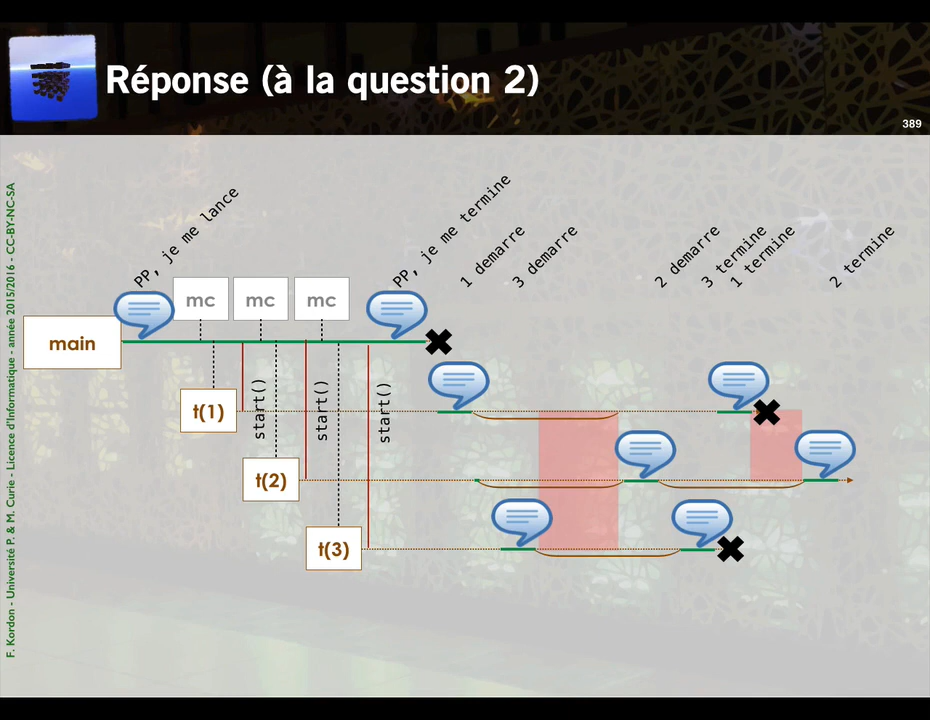 Réponse (à la question 2)
389
F. Kordon - Université P. & M. Curie - Licence d'Informatique - année 2015/2016 - CC-BY-NC-SA
PP, je me lance
PP, je me termine
1 demarre
3 demarre
2 demarre
3 termine
1 termine
2 termine
mc
mc
mc
main
t(1)
start()
start()
start()
t(2)
t(3)